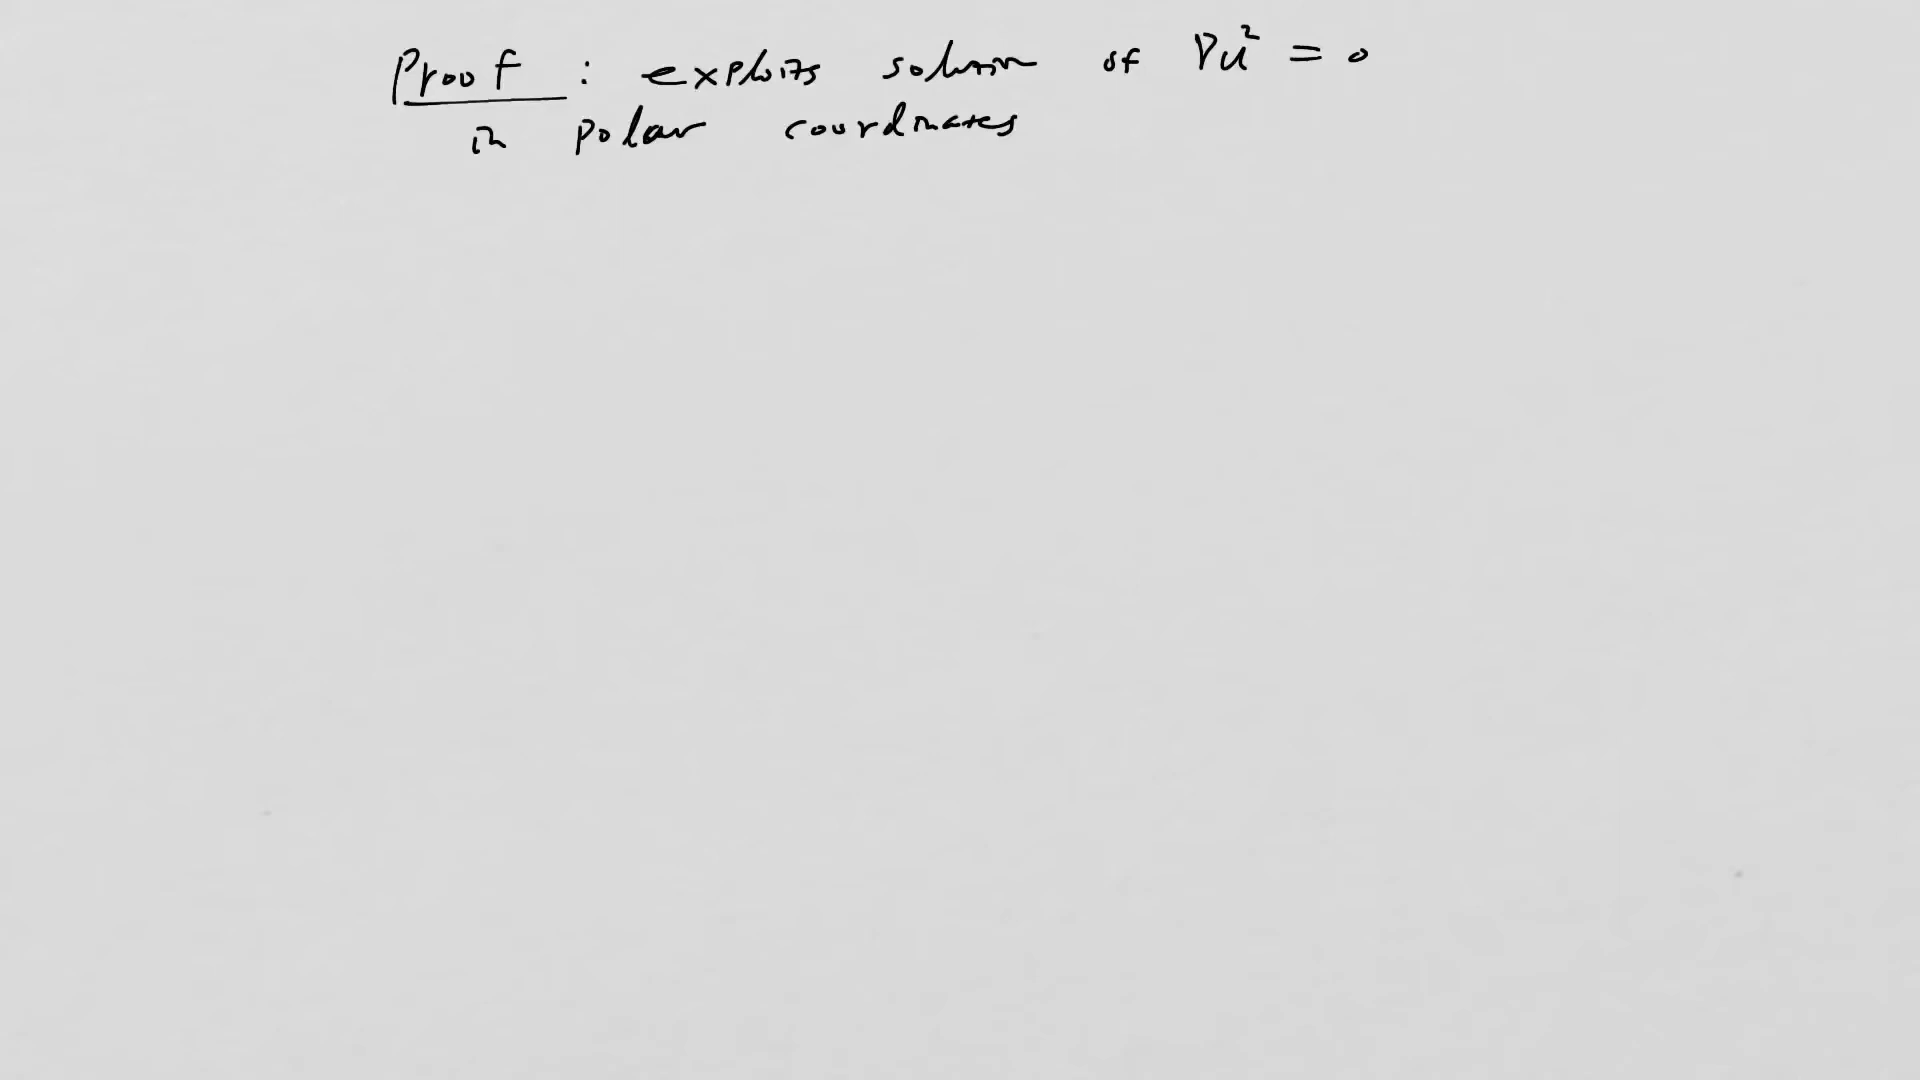 Proof : exploits solution of ∇u² = 0
in polar coordinates